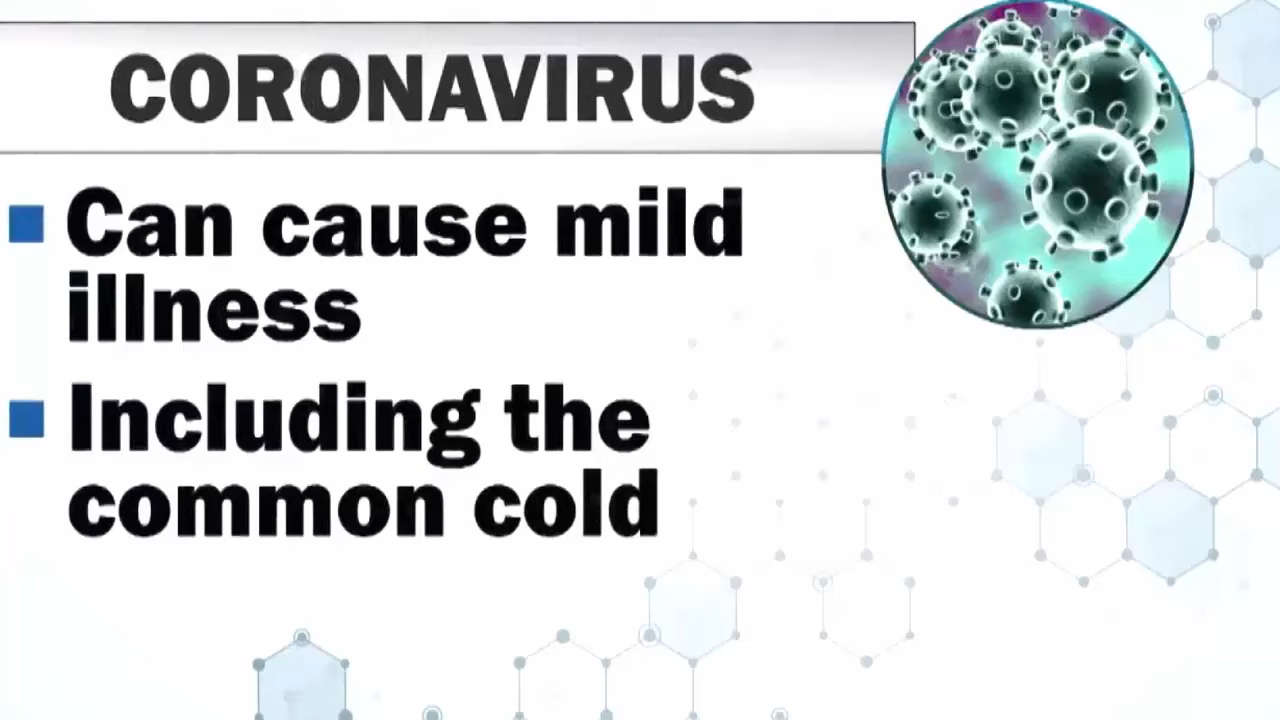 CORONAVIRUS
Can cause mild
illness
Including the
common cold